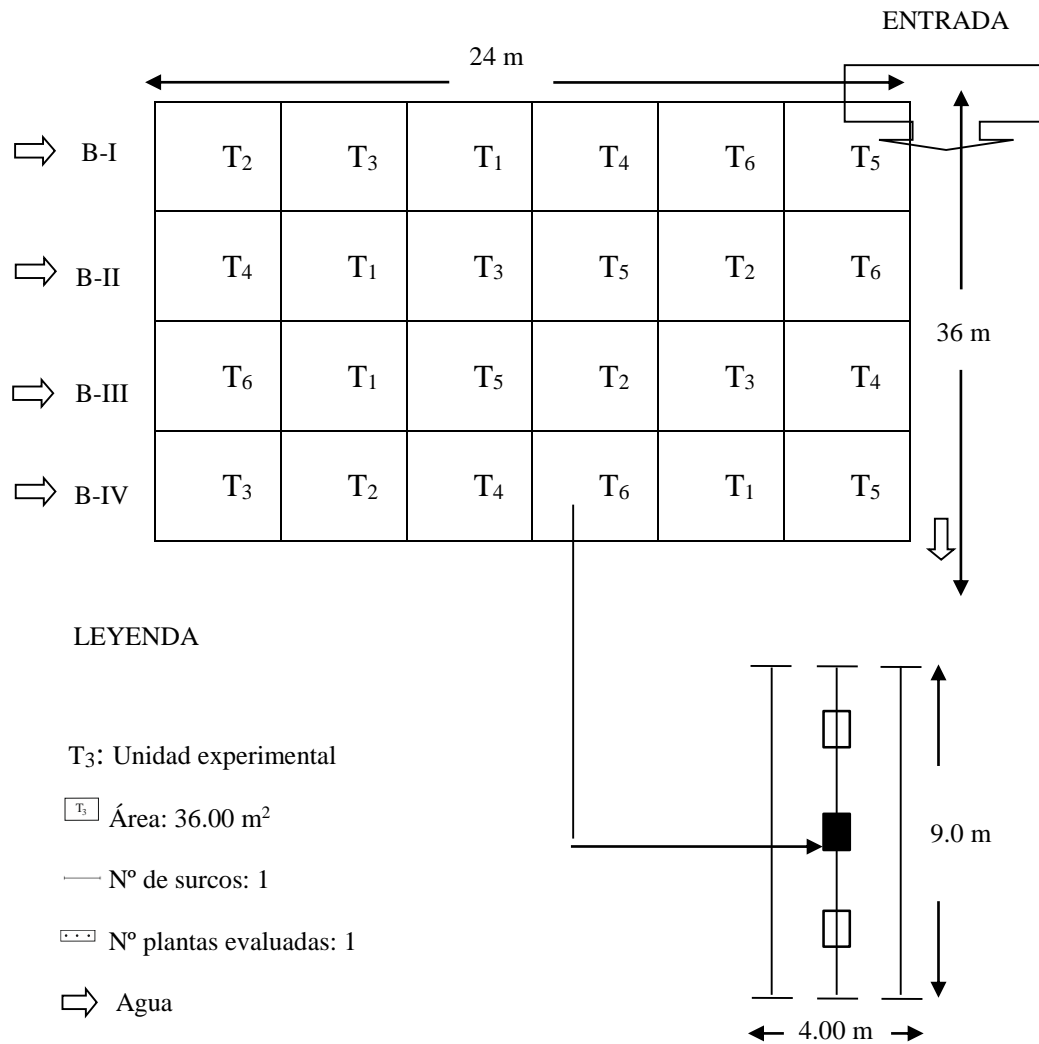 ENTRADA
24 m
B-I T₂ T₃ T₁ T₄ T₆ T₅
B-II T₄ T₁ T₃ T₅ T₂ T₆
36 m
B-III T₆ T₁ T₅ T₂ T₃ T₄
B-IV T₃ T₂ T₄ T₆ T₁ T₅
LEYENDA
T₃: Unidad experimental
T₃ Área: 36.00 m²
Nº de surcos: 1
Nº plantas evaluadas: 1
Agua
9.0 m
4.00 m